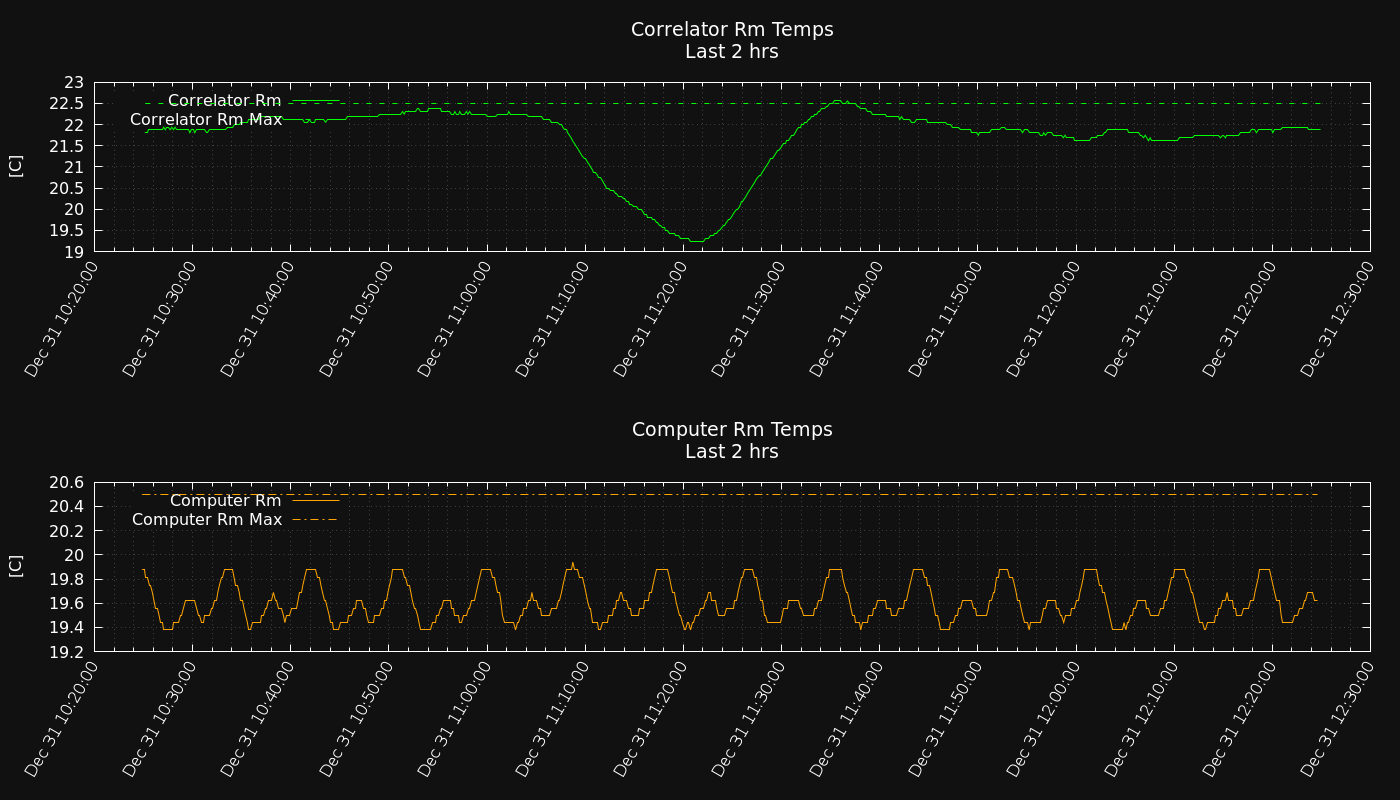 Correlator Rm Temps
Last 2 hrs
23
22.5
22
21.5
21
20.5
20
19.5
19
[C]
Correlator Rm
Correlator Rm Max
Dec 31 10:20:00
Dec 31 10:30:00
Dec 31 10:40:00
Dec 31 10:50:00
Dec 31 11:00:00
Dec 31 11:10:00
Dec 31 11:20:00
Dec 31 11:30:00
Dec 31 11:40:00
Dec 31 11:50:00
Dec 31 12:00:00
Dec 31 12:10:00
Dec 31 12:20:00
Dec 31 12:30:00
Computer Rm Temps
Last 2 hrs
20.6
20.4
20.2
20
19.8
19.6
19.4
19.2
[C]
Computer Rm
Computer Rm Max
Dec 31 10:20:00
Dec 31 10:30:00
Dec 31 10:40:00
Dec 31 10:50:00
Dec 31 11:00:00
Dec 31 11:10:00
Dec 31 11:20:00
Dec 31 11:30:00
Dec 31 11:40:00
Dec 31 11:50:00
Dec 31 12:00:00
Dec 31 12:10:00
Dec 31 12:20:00
Dec 31 12:30:00